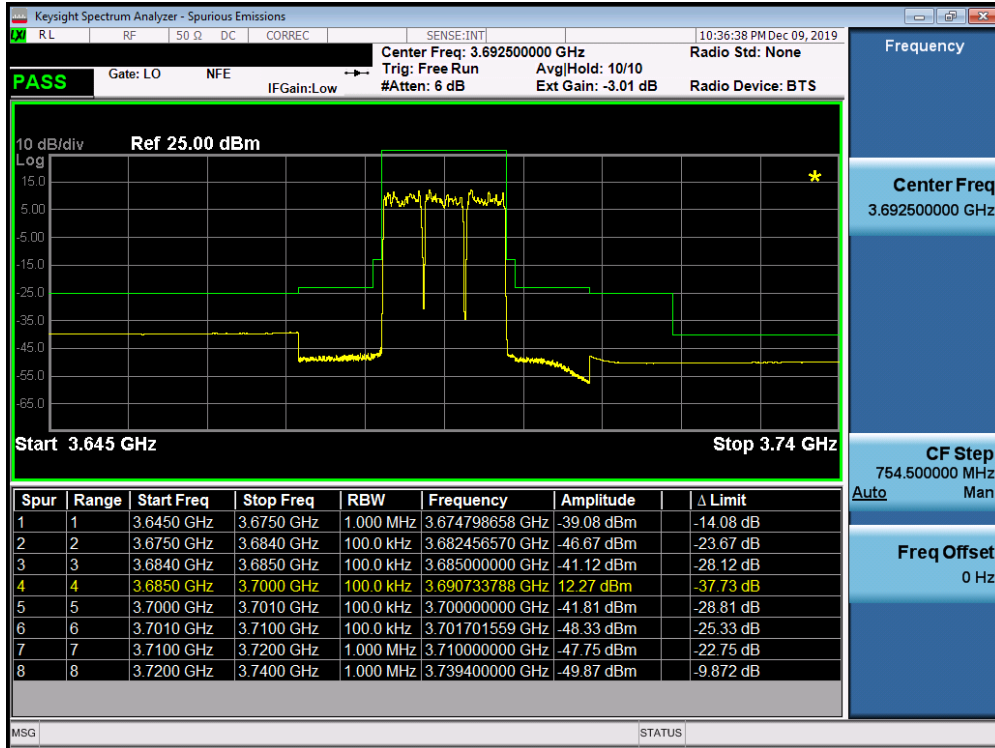 Keysight Spectrum Analyzer - Spurious Emissions
LXI RL RF 50 Ω DC CORREC SENSE:INT 10:36:38 PM Dec 09, 2019
Center Freq: 3.692500000 GHz Radio Std: None
PASS Gate: LO NFE Trig: Free Run Avg|Hold: 10/10
IFGain:Low #Atten: 6 dB Ext Gain: -3.01 dB Radio Device: BTS
10 dB/div Ref 25.00 dBm
Log
15.0
5.00
-5.00
-15.0
-25.0
-35.0
-45.0
-55.0
-65.0
*
Start 3.645 GHz Stop 3.74 GHz
Spur Range Start Freq Stop Freq RBW Frequency Amplitude Δ Limit
1 1 3.6450 GHz 3.6750 GHz 1.000 MHz 3.674798658 GHz -39.08 dBm -14.08 dB
2 2 3.6750 GHz 3.6840 GHz 100.0 kHz 3.682456570 GHz -46.67 dBm -23.67 dB
3 3 3.6840 GHz 3.6850 GHz 100.0 kHz 3.685000000 GHz -41.12 dBm -28.12 dB
4 4 3.6850 GHz 3.7000 GHz 100.0 kHz 3.690733788 GHz 12.27 dBm -37.73 dB
5 5 3.7000 GHz 3.7010 GHz 100.0 kHz 3.700000000 GHz -41.81 dBm -28.81 dB
6 6 3.7010 GHz 3.7100 GHz 100.0 kHz 3.701701559 GHz -48.33 dBm -25.33 dB
7 7 3.7100 GHz 3.7200 GHz 1.000 MHz 3.710000000 GHz -47.75 dBm -22.75 dB
8 8 3.7200 GHz 3.7400 GHz 1.000 MHz 3.739400000 GHz -49.87 dBm -9.872 dB
MSG STATUS
Frequency
Center Freq
3.692500000 GHz
CF Step
754.500000 MHz
Auto Man
Freq Offset
0 Hz